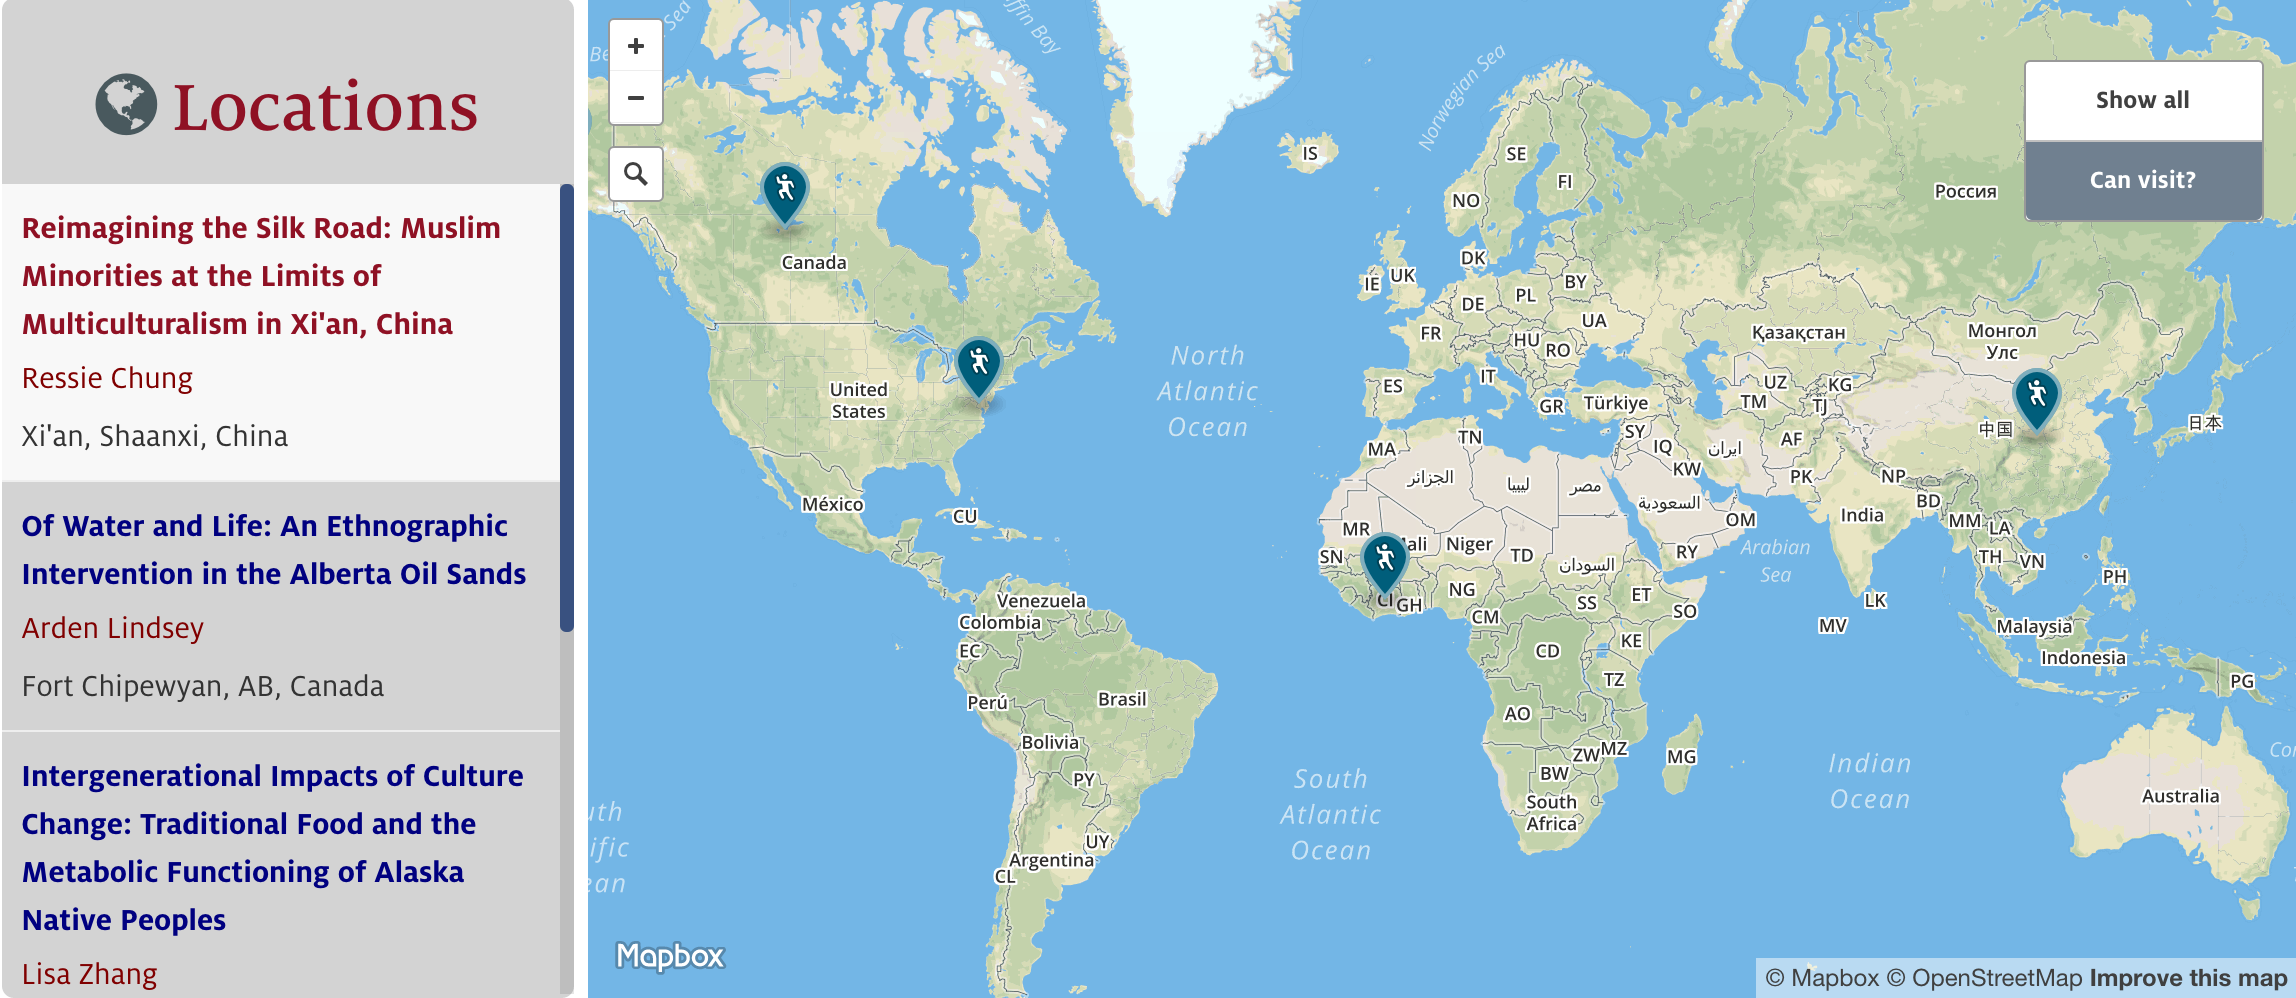 Locations
Reimagining the Silk Road: Muslim
Minorities at the Limits of
Multiculturalism in Xi'an, China
Ressie Chung
Xi'an, Shaanxi, China
Of Water and Life: An Ethnographic
Intervention in the Alberta Oil Sands
Arden Lindsey
Fort Chipewyan, AB, Canada
Intergenerational Impacts of Culture
Change: Traditional Food and the
Metabolic Functioning of Alaska
Native Peoples
Lisa Zhang
+
−
Show all
Can visit?
Sea
Bay
Norwegian Sea
IS
SE
FI
NO
Россия
Canada
DK
IE
UK
BY
PL
DE
UA
FR
HU
RO
Қазақстан
Монгол
Улс
North
Atlantic
Ocean
United
States
ES
IT
GR
Türkiye
UZ
KG
TM
TJ
中国
日本
MA
TN
SY
IQ
ایران
AF
KW
PK
NP
الجزائر
ليبيا
مصر
السعودية
BD
México
CU
MR
Niger
TD
OM
India
MM
LA
SN
السودان
RY
Arabian
Sea
TH
VN
PH
Venezuela
Colombia
CI
GH
NG
CM
SS
ET
SO
LK
MV
Malaysia
Indonesia
EC
CD
KE
TZ
PG
Perú
Brasil
AO
Bolivia
ZW
MZ
MG
PY
BW
South
Africa
South
Atlantic
Ocean
Indian
Ocean
Australia
UY
Argentina
CL
Mapbox
© Mapbox © OpenStreetMap Improve this map